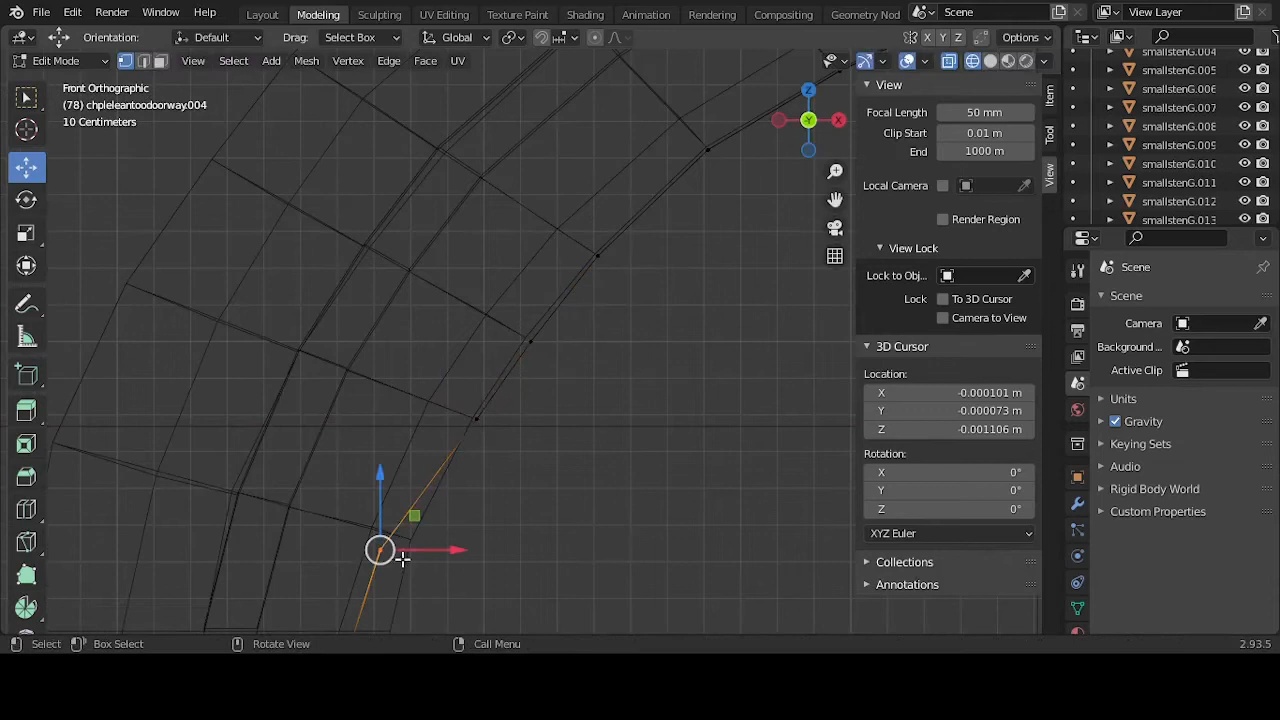 File Edit Render Window Help Layout Modeling Sculpting UV Editing Texture Paint Shading Animation Rendering Compositing Geometry Nod Scene View Layer
Orientation: Default Drag: Select Box Global X Y Z Options
Edit Mode View Select Add Mesh Vertex Edge Face UV
Front Orthographic
(78) chpleleantoodoorway.004
10 Centimeters
Z
Y
X
View
Focal Length 50 mm
Clip Start 0.01 m
End 1000 m
Local Camera
Render Region
View Lock
Lock to Obj...
Lock To 3D Cursor
Camera to View
3D Cursor
Location:
X -0.000101 m
Y -0.000073 m
Z -0.001106 m
Rotation:
X 0°
Y 0°
Z 0°
XYZ Euler
Collections
Annotations
Item
Tool
View
smallstenG.004
smallstenG.005
smallstenG.006
smallstenG.007
smallstenG.008
smallstenG.009
smallstenG.010
smallstenG.011
smallstenG.012
smallstenG.013
Scene
Scene
Camera
Background ...
Active Clip
Units
Gravity
Keying Sets
Audio
Rigid Body World
Custom Properties
Select Box Select Rotate View Call Menu 2.93.5